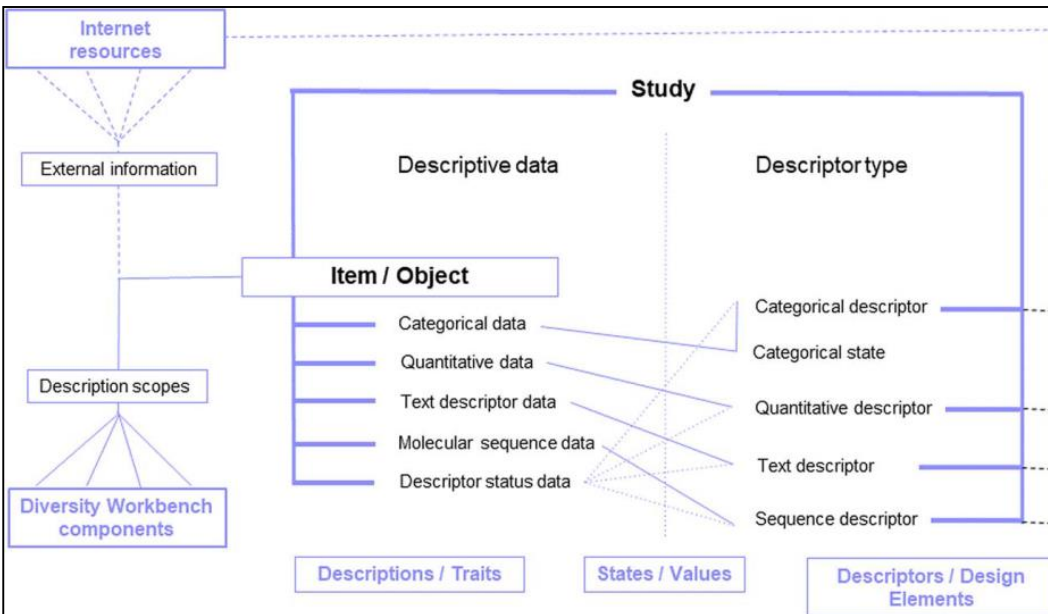 Internet
resources
Study
External information
Descriptive data
Descriptor type
Item / Object
Categorical data
Quantitative data
Text descriptor data
Molecular sequence data
Descriptor status data
Categorical descriptor
Categorical state
Quantitative descriptor
Text descriptor
Sequence descriptor
Description scopes
Diversity Workbench
components
Descriptions / Traits
States / Values
Descriptors / Design
Elements